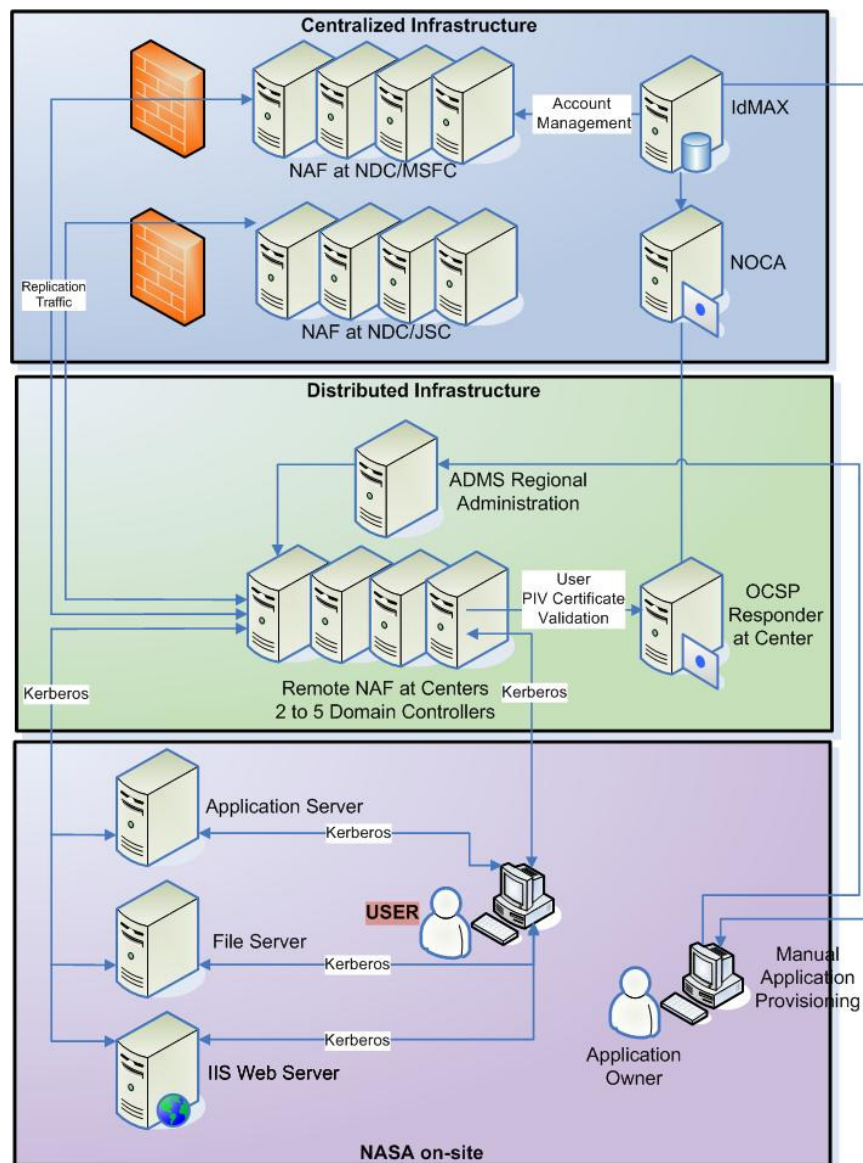 Centralized Infrastructure
IdMAX
Account
Management
NAF at NDC/MSFC
NOCA
Replication
Traffic
NAF at NDC/JSC
Distributed Infrastructure
ADMS Regional
Administration
User
PIV Certificate
Validation
OCSP
Responder
at Center
Remote NAF at Centers
2 to 5 Domain Controllers
Kerberos
Kerberos
Application Server
Kerberos
USER
File Server
Kerberos
Manual
Application
Provisioning
Kerberos
IIS Web Server
Application
Owner
NASA on-site